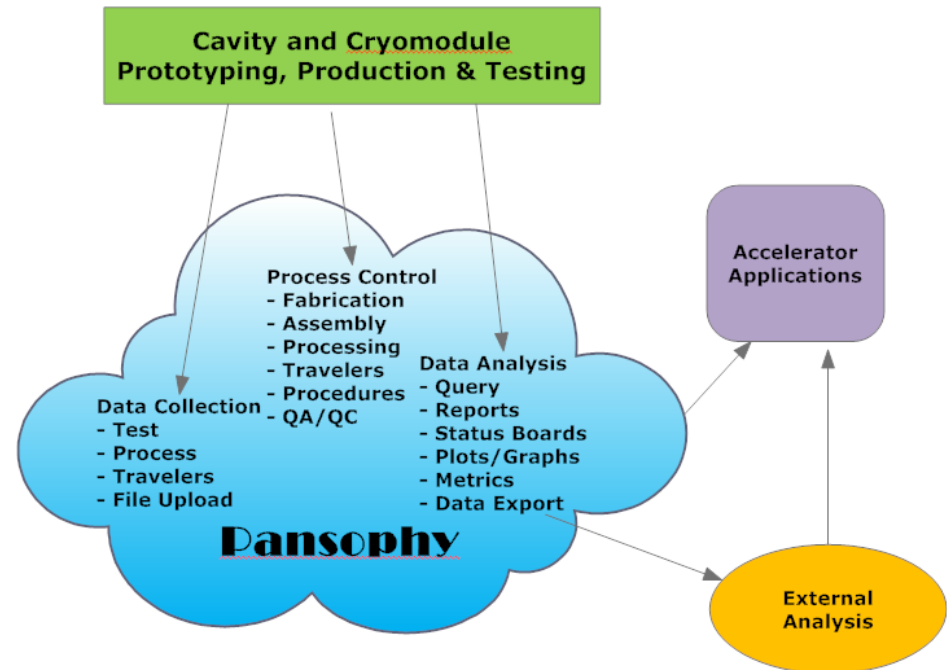 Cavity and Cryomodule
Prototyping, Production & Testing
Process Control
- Fabrication
- Assembly
- Processing
- Travelers
- Procedures
- QA/QC
Data Collection
- Test
- Process
- Travelers
- File Upload
Data Analysis
- Query
- Reports
- Status Boards
- Plots/Graphs
- Metrics
- Data Export
Pansophy
Accelerator
Applications
External
Analysis